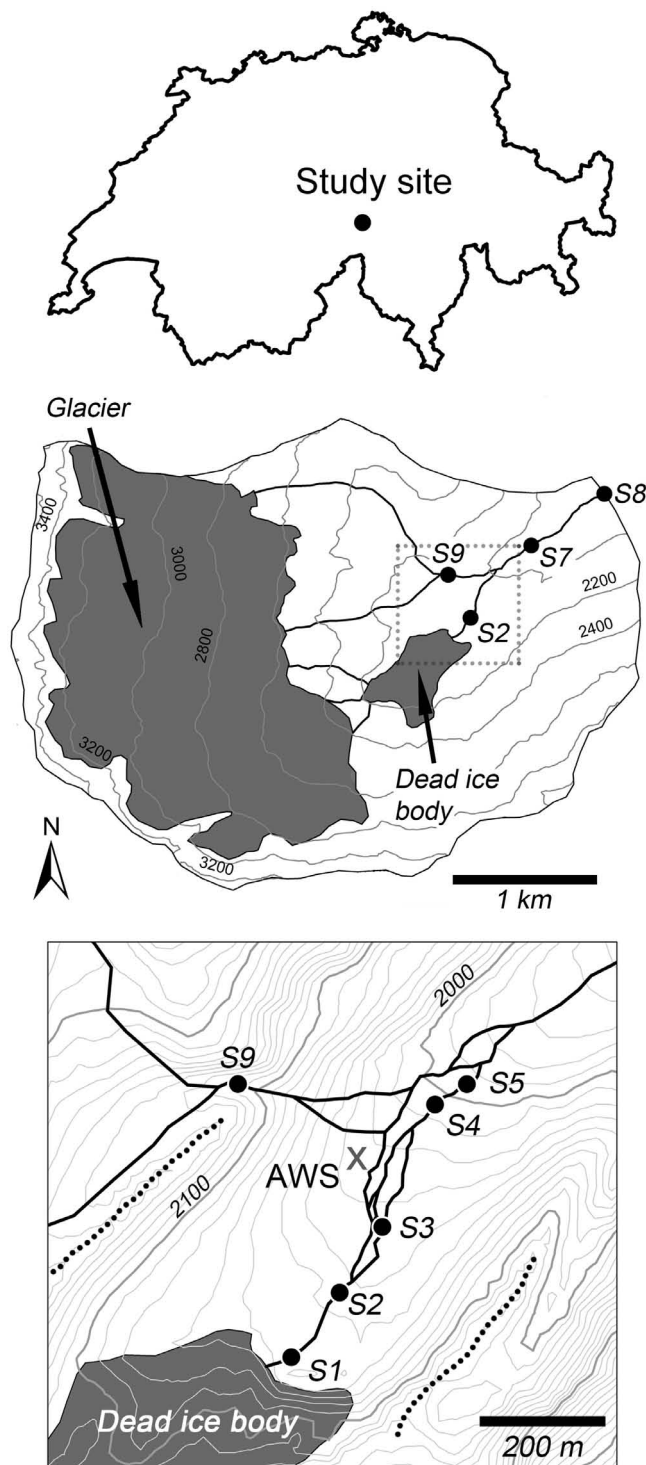 Study site
Glacier
3400
3000
2800
S8
S7
S9
2200
S2
2400
3200
Dead ice
body
N
3200
1 km
2000
S9
S5
S4
AWS
X
2100
S3
S2
S1
Dead ice body
200 m